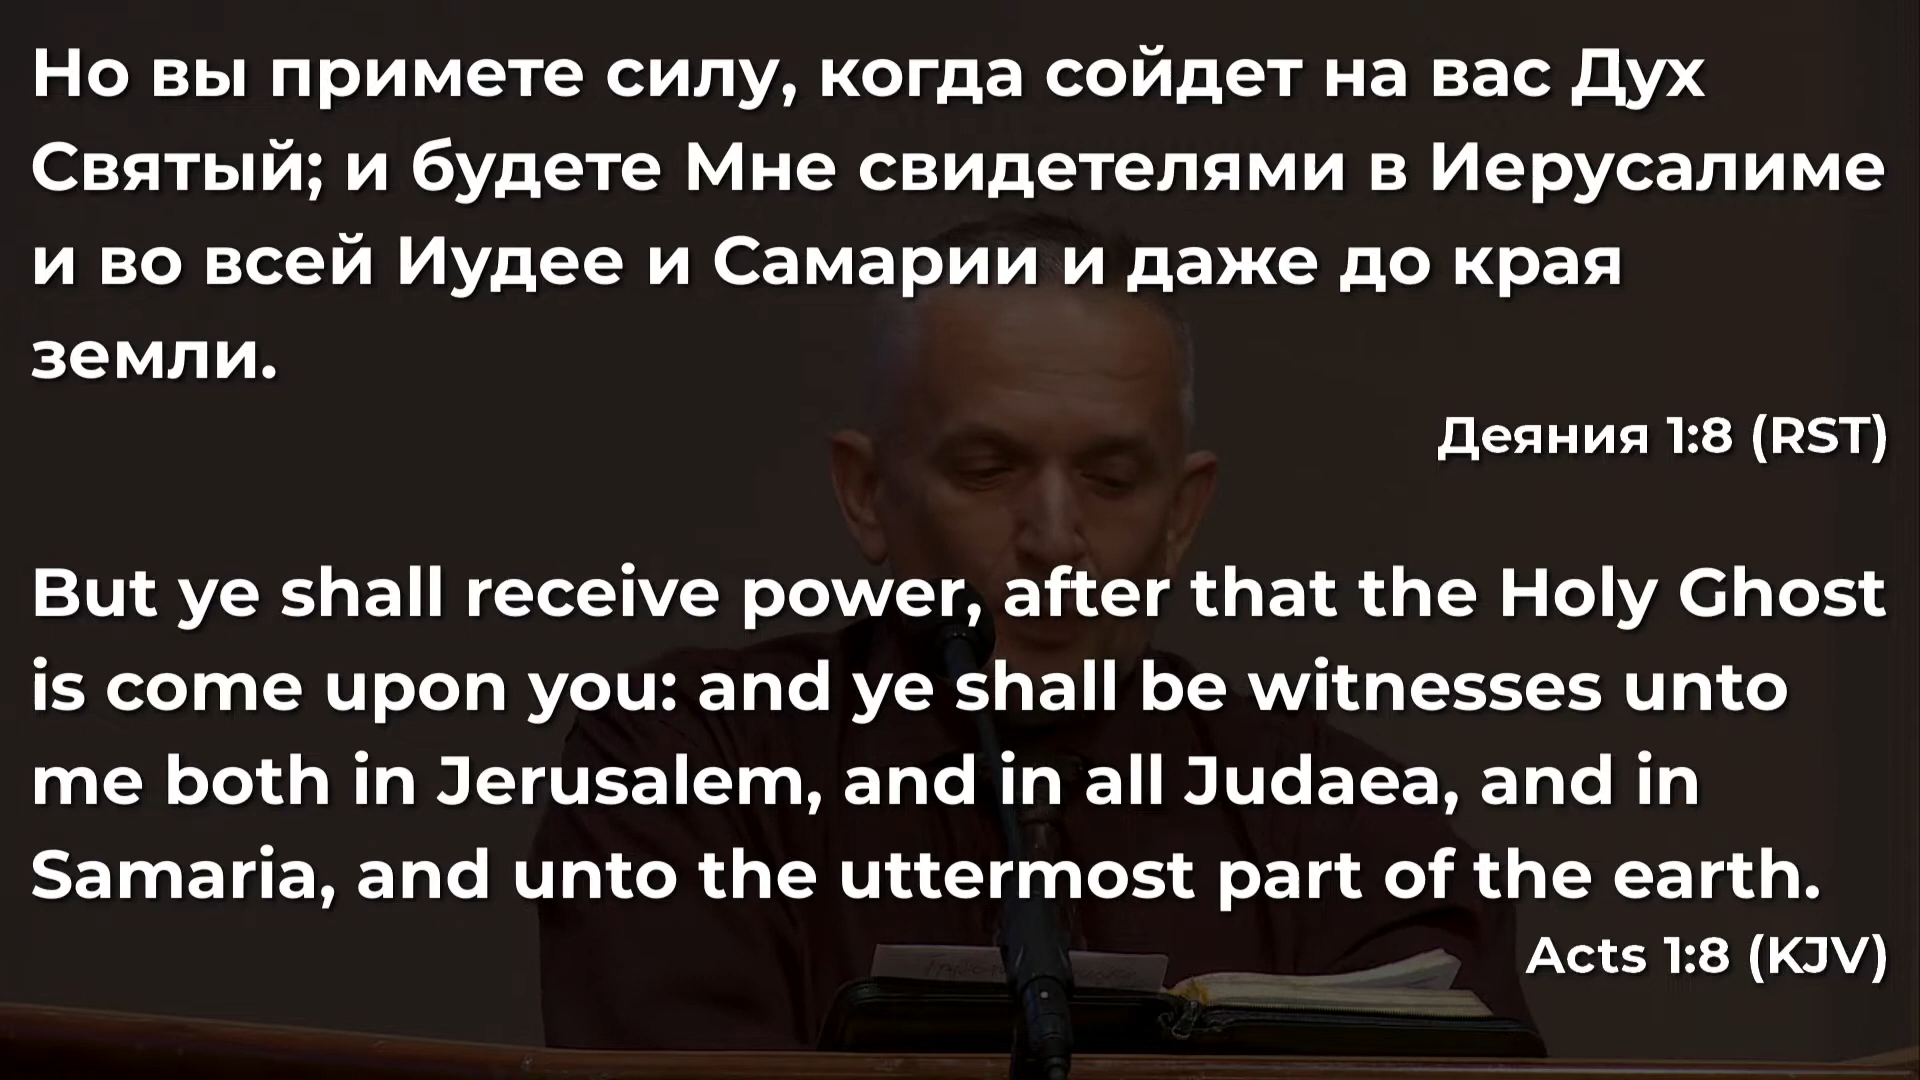 Но вы примете силу, когда сойдет на вас Дух
Святый; и будете Мне свидетелями в Иерусалиме
и во всей Иудее и Самарии и даже до края
земли.
Деяния 1:8 (RST)
But ye shall receive power, after that the Holy Ghost
is come upon you: and ye shall be witnesses unto
me both in Jerusalem, and in all Judaea, and in
Samaria, and unto the uttermost part of the earth.
Acts 1:8 (KJV)